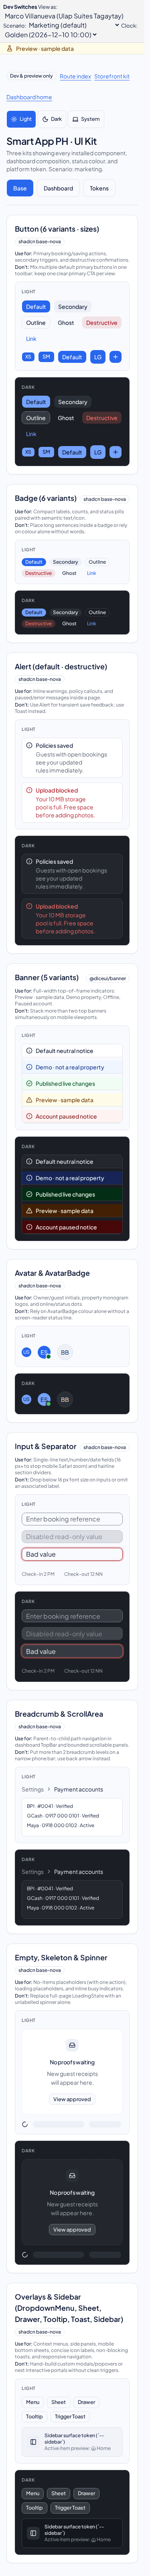 Dev Switches View as:
Marco Villanueva (Ulap Suites Tagaytay)
Scenario: Marketing (default) Clock:
Golden (2026-12-10 10:00)
Preview · sample data
Dev & preview only Route index Storefront kit
Dashboard home
Light Dark System
Smart App PH · UI Kit
The inside half (everything except component,
dashboard composition, and status patterns on
platform tokens. Scenario: marketing.
Base Dashboard Tokens
Button (6 variants · sizes)
shadcn base-nova
Use for: Primary booking/saving actions,
secondary triggers, and destructive confirmations.
Don't: Mix multiple default primary buttons in one
toolbar; keep one clear primary CTA per view.
LIGHT
Default Secondary
Outline Ghost Destructive
Link
XS SM Default LG +
DARK
Default Secondary
Outline Ghost Destructive
Link
XS SM Default LG +
Badge (6 variants) shadcn base-nova
Use for: Compact labels, counts, and status pills
paired with semantic text/icon.
Don't: Place long sentences inside a badge or rely
on colour alone without words.
LIGHT
Default Secondary Outline
Destructive Ghost Link
DARK
Default Secondary Outline
Destructive Ghost Link
Alert (default · destructive)
shadcn base-nova
Use for: Inline warnings, policy callouts, and
paused/error messages inside a page.
Don't: Use Alert for transient save feedback; use
Toast instead.
LIGHT
Policies saved
Guests with open bookings
see your updated
rules immediately.
Upload blocked
Your 10 MB storage
pool is full. Free space
before adding photos.
DARK
Policies saved
Guests with open bookings
see your updated
rules immediately.
Upload blocked
Your 10 MB storage
pool is full. Free space
before adding photos.
Banner (5 variants) @diceui/banner
Use for: Full-width top-of-frame indicators:
Preview · sample data, Demo property, Offline,
Paused account.
Don't: Stack more than two top banners
simultaneously on mobile viewports.
LIGHT
Default neutral notice
Demo · not a real property
Published live changes
Preview · sample data
Account paused notice
DARK
Default neutral notice
Demo · not a real property
Published live changes
Preview · sample data
Account paused notice
Avatar & AvatarBadge
shadcn base-nova
Use for: Owner/guest initials, property monogram
logos, and online/status dots.
Don't: Rely on AvatarBadge colour alone without a
screen-reader status line.
LIGHT
BB
DARK
BB
Input & Separator shadcn base-nova
Use for: Single-line text/number/date fields (16
px+ to stop mobile Safari zoom) and hairline
section dividers.
Don't: Drop below 16 px font size on inputs or omit
an associated label.
LIGHT
Enter booking reference
Disabled read-only value
Bad value
Check-in 2 PM Check-out 12 NN
DARK
Enter booking reference
Disabled read-only value
Bad value
Check-in 2 PM Check-out 12 NN
Breadcrumb & ScrollArea
shadcn base-nova
Use for: Parent-to-child path navigation in
dashboard TopBar and bounded scrollable panels.
Don't: Put more than 2 breadcrumb levels on a
narrow phone bar; use back arrow instead.
LIGHT
Settings > Payment accounts
BPI · #0041 · Verified
GCash · 0917 000 0101 · Verified
Maya · 0918 000 0102 · Active
DARK
Settings > Payment accounts
BPI · #0041 · Verified
GCash · 0917 000 0101 · Verified
Maya · 0918 000 0102 · Active
Empty, Skeleton & Spinner
shadcn base-nova
Use for: No-items placeholders (with one action),
loading placeholders, and inline busy indicators.
Don't: Replace full-page LoadingState with an
unlabelled spinner alone.
LIGHT
No proofs waiting
New guest receipts
will appear here.
View approved
DARK
No proofs waiting
New guest receipts
will appear here.
View approved
Overlays & Sidebar
(DropdownMenu, Sheet,
Drawer, Tooltip, Toast, Sidebar)
shadcn base-nova
Use for: Context menus, side panels, mobile
bottom sheets, compact icon labels, non-blocking
toasts, and responsive navigation.
Don't: Hand-build custom modals/popovers or
nest interactive portals without close triggers.
LIGHT
Menu Sheet Drawer
Tooltip Trigger Toast
Sidebar surface token (`--
sidebar`)
Active item preview: Home
DARK
Menu Sheet Drawer
Tooltip Trigger Toast
Sidebar surface token (`--
sidebar`)
Active item preview: Home